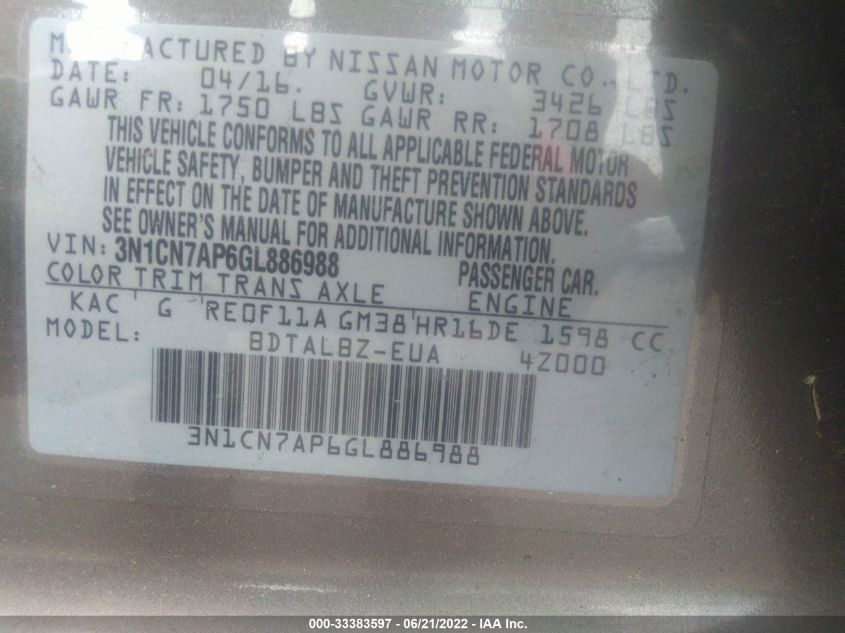 MANUFACTURED BY NISSAN MOTOR CO., LTD.
DATE: 04/16. GVWR: 3426 LBS
GAWR FR: 1750 LBS GAWR RR: 1708 LBS
THIS VEHICLE CONFORMS TO ALL APPLICABLE FEDERAL MOTOR
VEHICLE SAFETY, BUMPER AND THEFT PREVENTION STANDARDS
IN EFFECT ON THE DATE OF MANUFACTURE SHOWN ABOVE.
SEE OWNER'S MANUAL FOR ADDITIONAL INFORMATION.
VIN: 3N1CN7AP6GL886988 PASSENGER CAR.
COLOR TRIM TRANS AXLE ENGINE
KAC G RE0F11A GM38 HR16DE 1598 CC
MODEL: BDTALBZ-EUA 4Z000
3N1CN7AP6GL886988
000-33383597 - 06/21/2022 - IAA Inc.